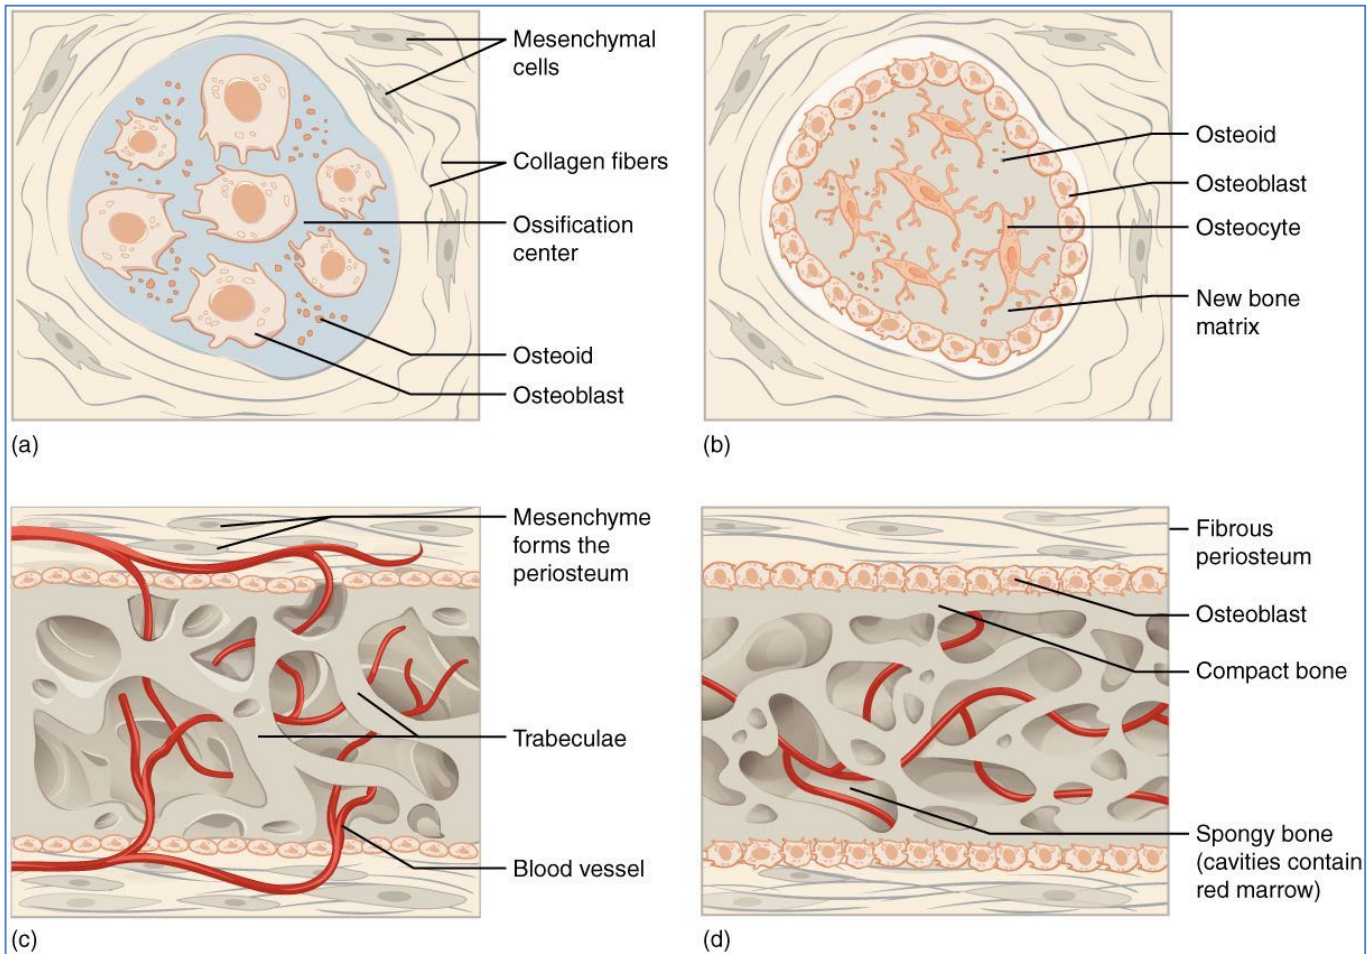 Mesenchymal
cells
Collagen fibers
Ossification
center
Osteoid
Osteoblast
(a)
Osteoid
Osteoblast
Osteocyte
New bone
matrix
(b)
Mesenchyme
forms the
periosteum
Trabeculae
Blood vessel
(c)
Fibrous
periosteum
Osteoblast
Compact bone
Spongy bone
(cavities contain
red marrow)
(d)